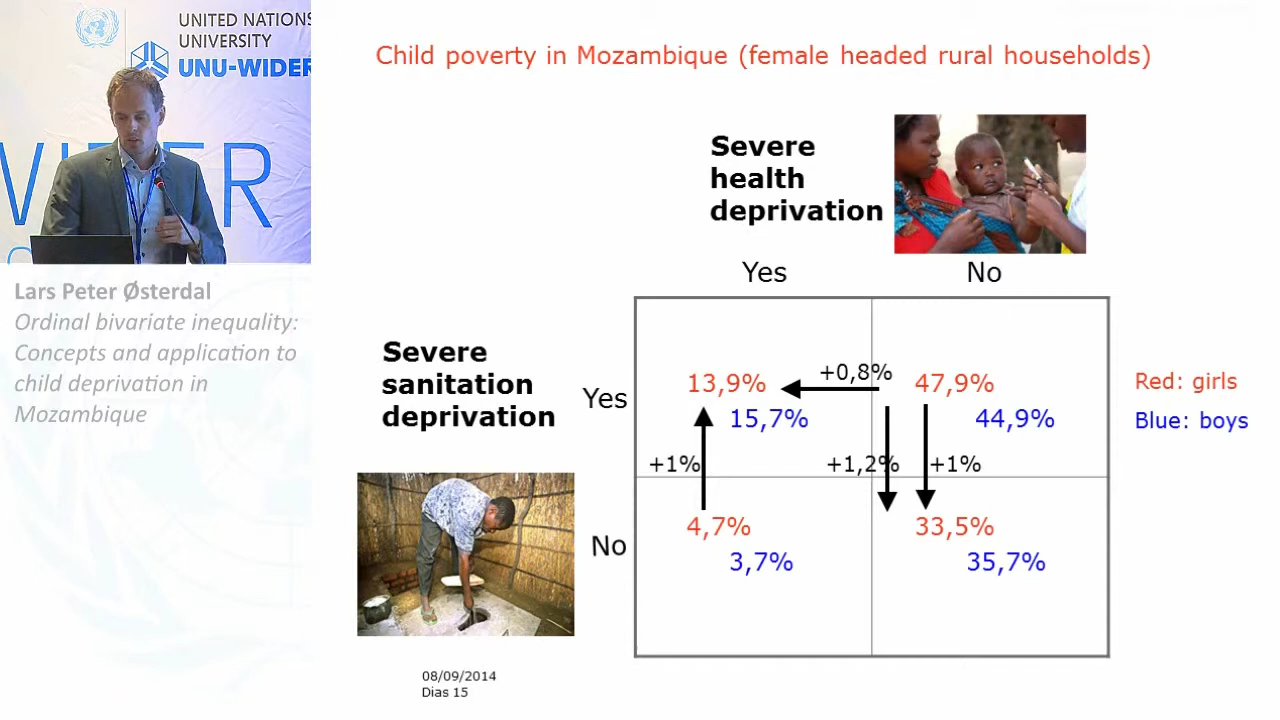 UNITED NATIONS
UNIVERSITY
UNU-WIDER
WIDER
Lars Peter Østerdal
Ordinal bivariate inequality:
Concepts and application to
child deprivation in
Mozambique
Child poverty in Mozambique (female headed rural households)
Severe
health
deprivation
Yes No
Severe
sanitation
deprivation
Yes
No
13,9%
15,7%
+0,8%
47,9%
44,9%
+1%
+1,2%
+1%
4,7%
3,7%
33,5%
35,7%
Red: girls
Blue: boys
08/09/2014
Dias 15